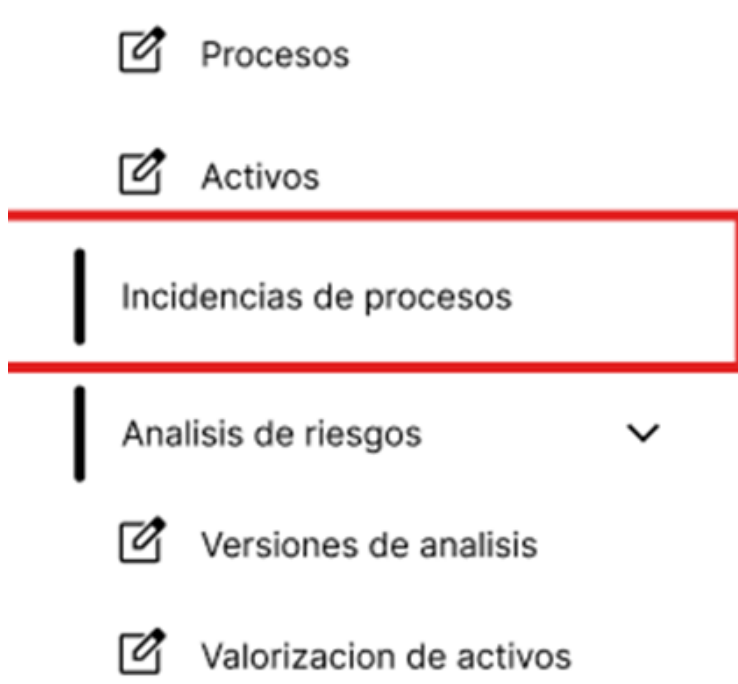 Procesos
Activos
Incidencias de procesos
Analisis de riesgos
Versiones de analisis
Valorizacion de activos